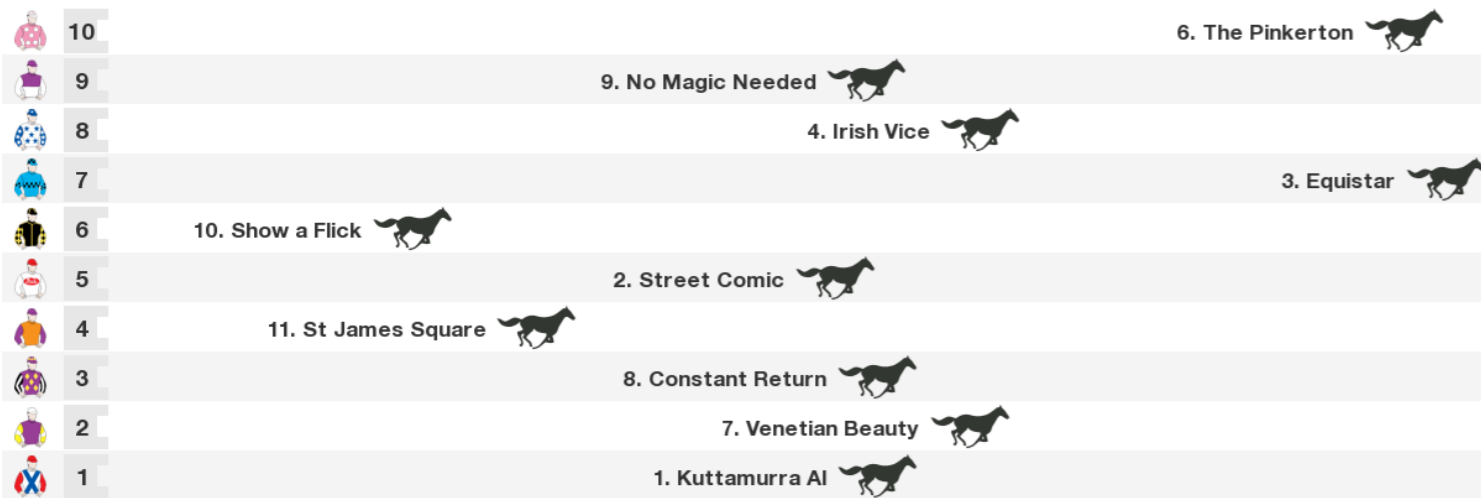 10 6. The Pinkerton
9 9. No Magic Needed
8 4. Irish Vice
7 3. Equistar
6 10. Show a Flick
5 2. Street Comic
4 11. St James Square
3 8. Constant Return
2 7. Venetian Beauty
1 1. Kuttamurra Al